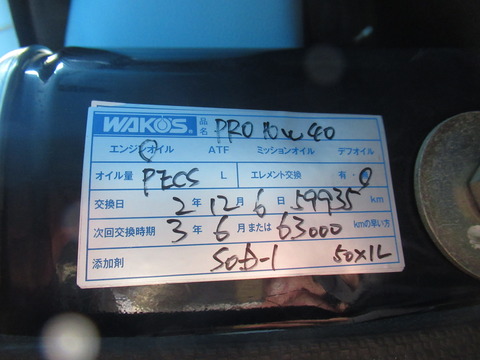 WAKO'S 品名 PRO 10w40
エンジンオイル ATF ミッションオイル デフオイル
オイル量 PECS L エレメント交換 有・
交換日 2年 12月 6日 59935 km
次回交換時期 3年 6月または 63000 kmの早い方
添加剤 S.O.D-1 50×1L